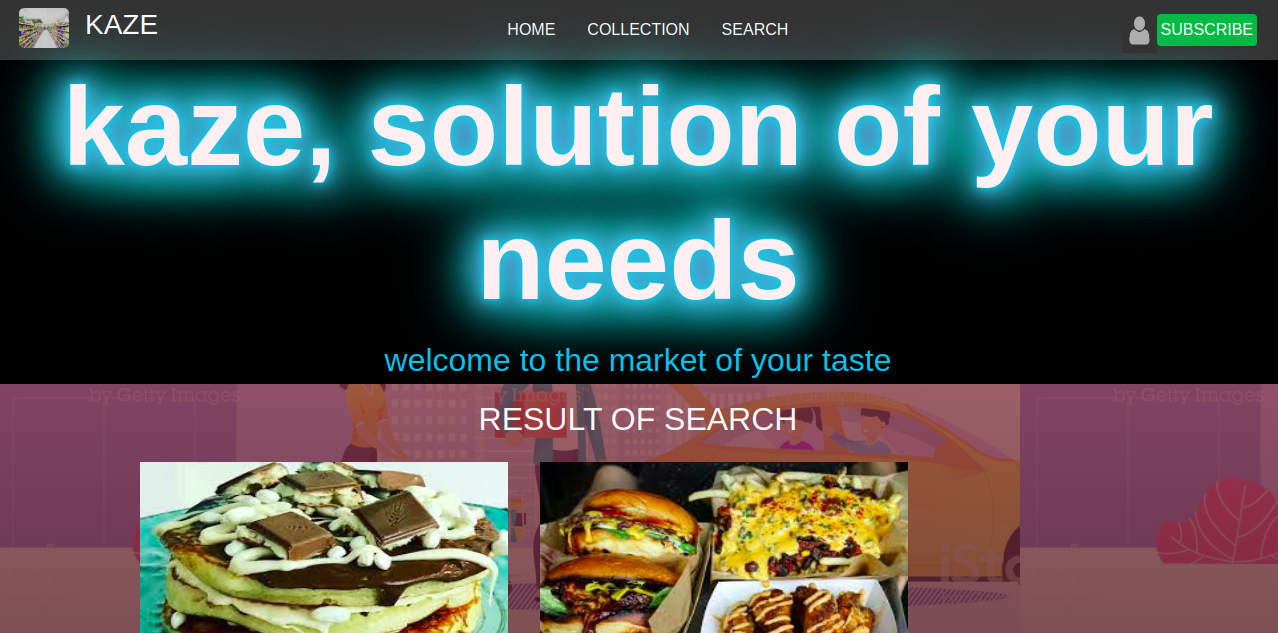 KAZE
HOME COLLECTION SEARCH
SUBSCRIBE
kaze, solution of your
needs
welcome to the market of your taste
by Getty Images by Getty Images
RESULT OF SEARCH